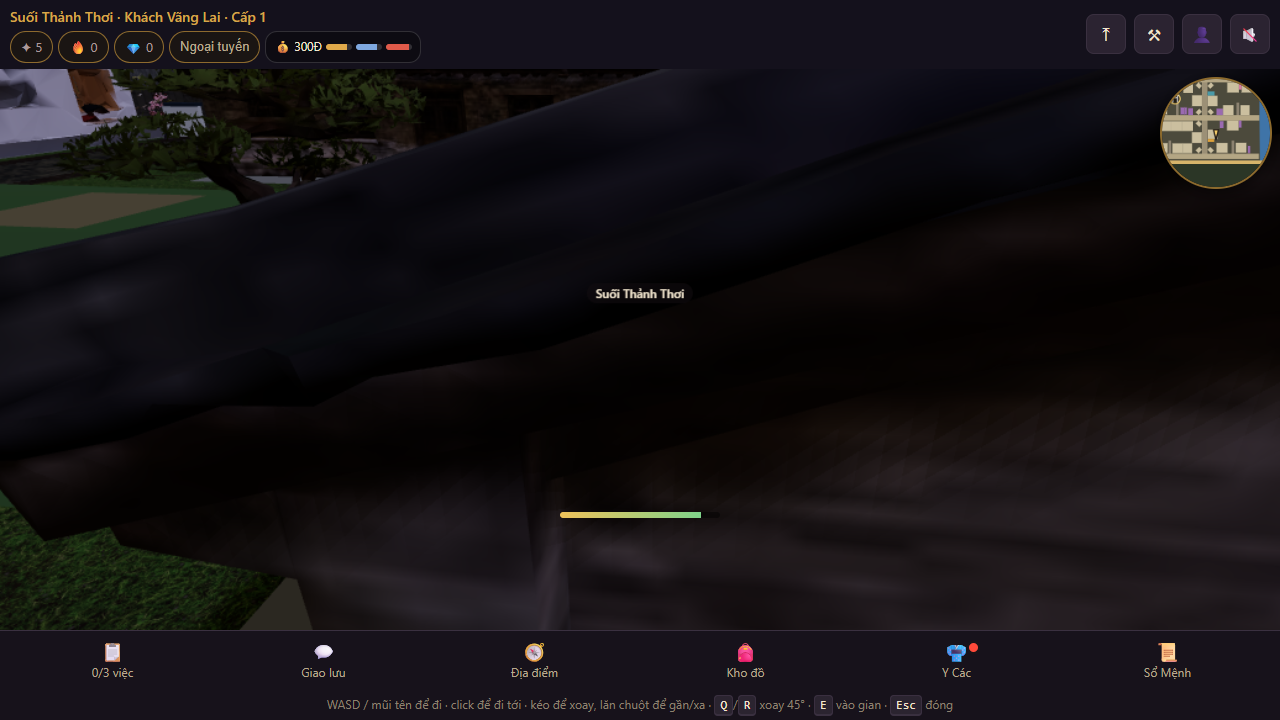 Suối Thảnh Thơi · Khách Vãng Lai · Cấp 1
5
0
0
Ngoại tuyến
300Đ
Suối Thảnh Thơi
0/3 việc
Giao lưu
Địa điểm
Kho đồ
Y Các
Sổ Mệnh
WASD / mũi tên để đi · click để đi tới · kéo để xoay, lăn chuột để gần/xa · Q / R xoay 45° · E vào gian · Esc đóng